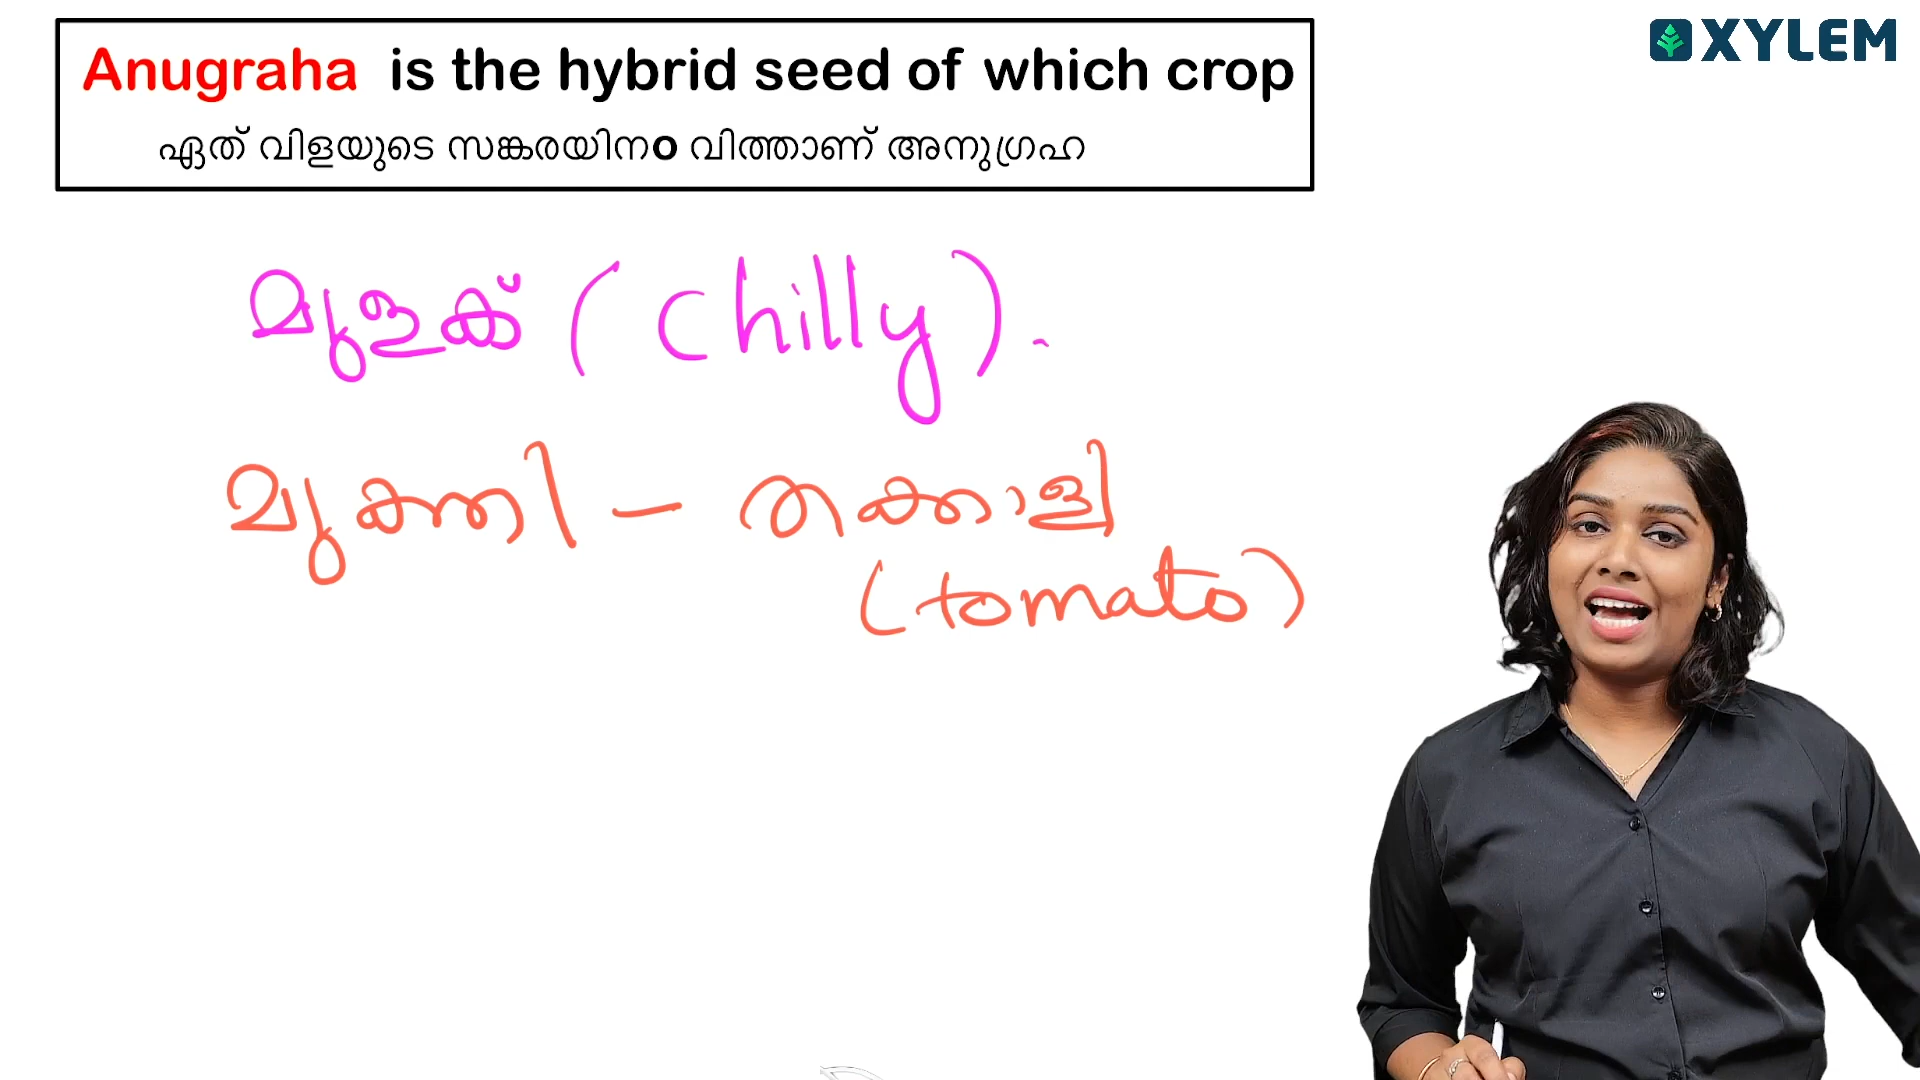 Anugraha is the hybrid seed of which crop
ഏത് വിളയുടെ സങ്കരയിനം വിത്താണ് അനുഗ്രഹ
XYLEM
മുളക് (Chilly).
മുക്തി - തക്കാളി
(tomato)